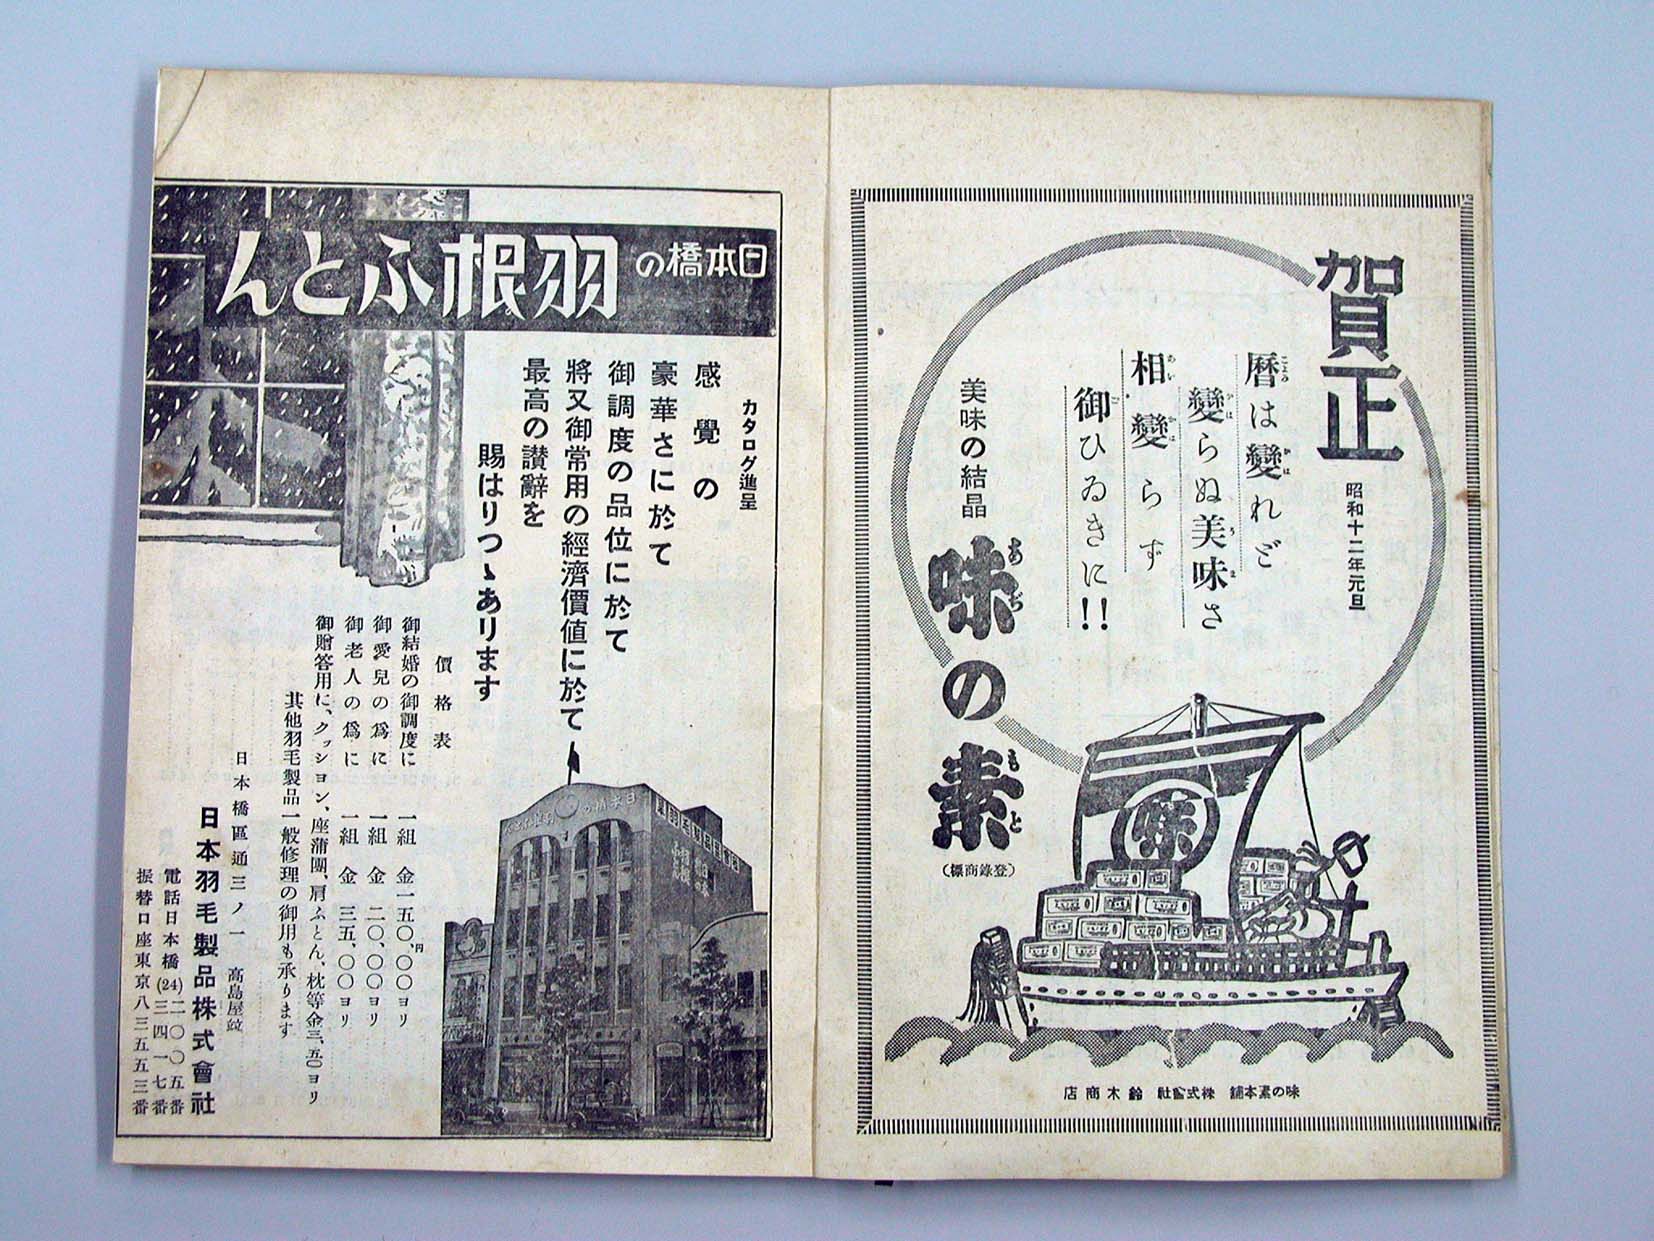 賀正
昭和十二年元旦
暦は變れど
變らぬ美味さ
相變らず
御ひゐきに!!
美味の結晶
味の素
(登錄商標)
味
味の素本舖 株式會社 鈴木商店
日本橋の羽根ふとん
カタログ進呈
感覺の
豪華さに於て
御調度の品位に於て
將又御常用の經濟價値に於て
最高の讃辭を
賜はりつゝあります
價格表
御結婚の御調度に 一組 金一五〇円、〇〇ヨリ
御愛兒の爲に 一組 金二〇、〇〇ヨリ
御老人の爲に 一組 金三五、〇〇ヨリ
御贈答用に、クッション、座蒲團、肩ふとん、枕等金三、五〇ヨリ
其他羽毛製品一般修理の御用も承ります
日本橋區通三ノ一 高島屋竝
日本羽毛製品株式會社
電話日本橋(24)二〇〇五番
三四一七番
振替口座東京八三五五三番